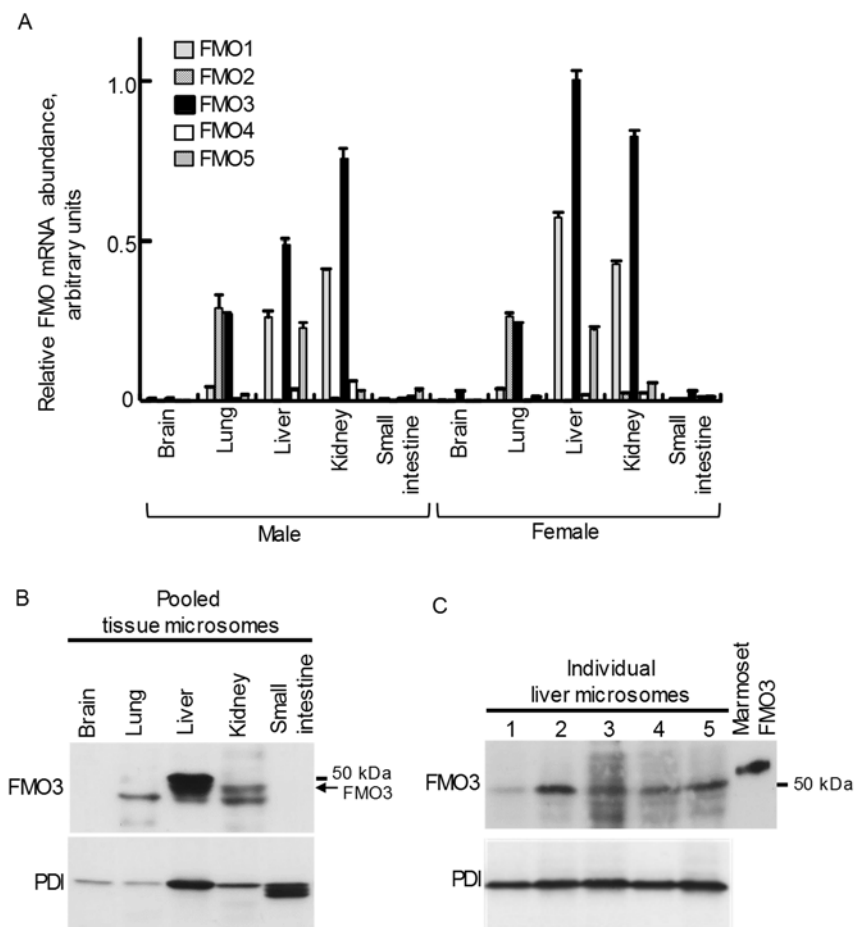 A
FMO1
FMO2
FMO3
FMO4
FMO5
Relative FMO mRNA abundance,
arbitrary units
1.0
0.5
0
Brain
Lung
Liver
Kidney
Small
intestine
Brain
Lung
Liver
Kidney
Small
intestine
Male
Female
B
Pooled
tissue microsomes
Brain
Lung
Liver
Kidney
Small
intestine
FMO3
50 kDa
FMO3
PDI
C
Individual
liver microsomes
Marmoset
FMO3
1 2 3 4 5
FMO3
50 kDa
PDI